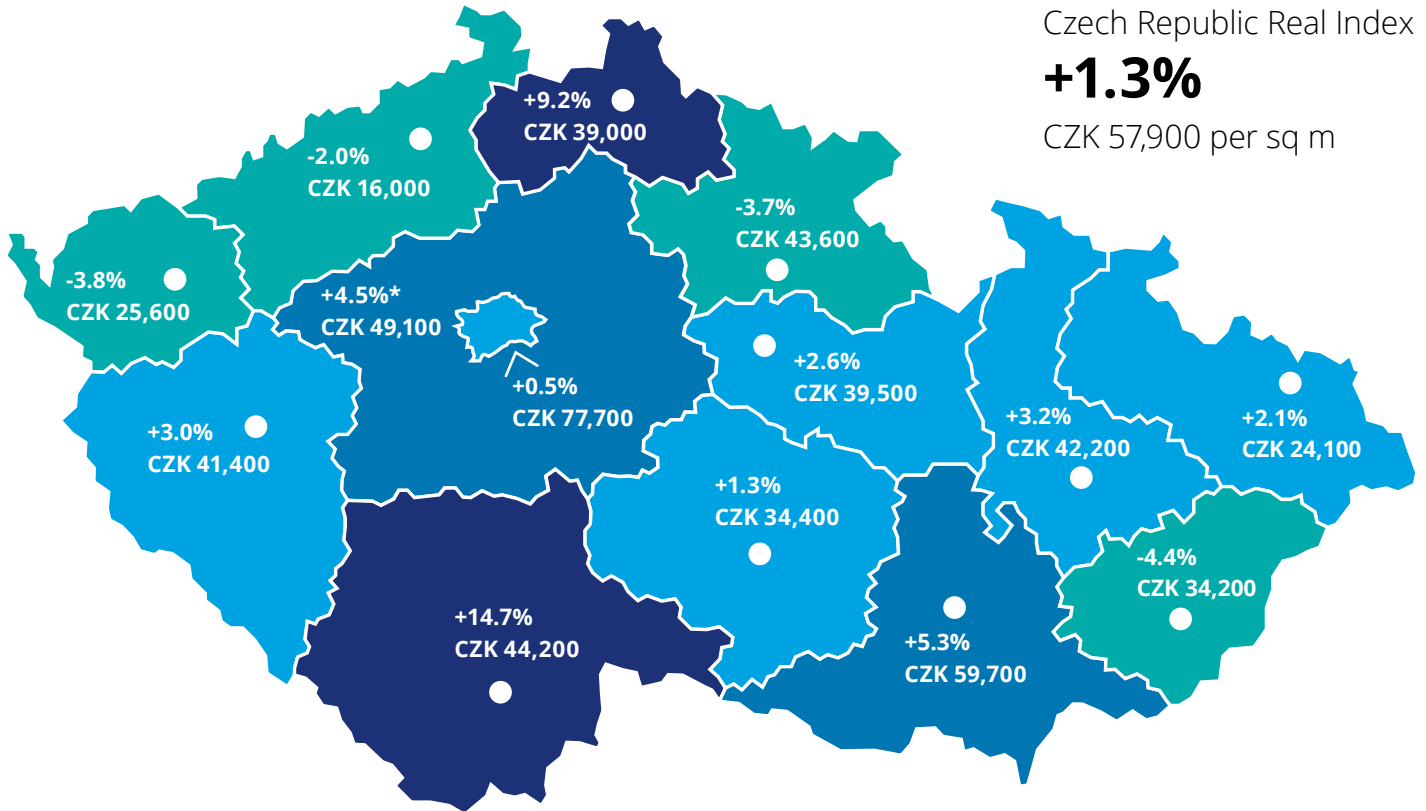 Czech Republic Real Index
+1.3%
CZK 57,900 per sq m
+9.2%
CZK 39,000
-2.0%
CZK 16,000
-3.7%
CZK 43,600
-3.8%
CZK 25,600
+4.5%*
CZK 49,100
+0.5%
CZK 77,700
+2.6%
CZK 39,500
+3.0%
CZK 41,400
+3.2%
CZK 42,200
+2.1%
CZK 24,100
+1.3%
CZK 34,400
-4.4%
CZK 34,200
+14.7%
CZK 44,200
+5.3%
CZK 59,700